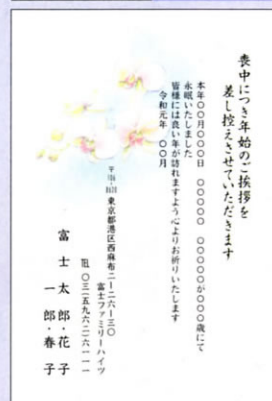 喪中につき年始のご挨拶を
差し控えさせていただきます
本年〇〇月〇〇〇日 〇〇〇〇〇 〇〇〇〇〇が〇〇〇歳にて
永眠いたしました
皆様には良い年が訪れますよう心よりお祈りいたします
令和元年 〇〇月
東京都港区西麻布二ー二六ー三〇
富士ファミリーハイツ
℡ 〇三(五九六二)六一一一
富士太郎・花子
一郎・春子